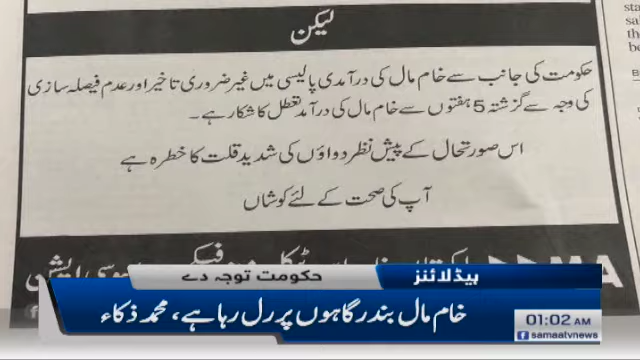 لیکن
حکومت کی جانب سے خام مال کی درآمدی پالیسی میں غیر ضروری تاخیر اور عدم فیصلہ سازی
کی وجہ سے گزشتہ 5 ہفتوں سے خام مال کی درآمد تعطل کا شکار ہے۔
اس صورتحال کے پیش نظر دواؤں کی شدید قلت کا خطرہ ہے
آپ کی صحت کے لئے کوشاں
ہیڈلائنز
حکومت توجہ دے
خام مال بندرگاہوں پر رل رہا ہے، محمد ذکاء
01:02 AM
samaatvnews